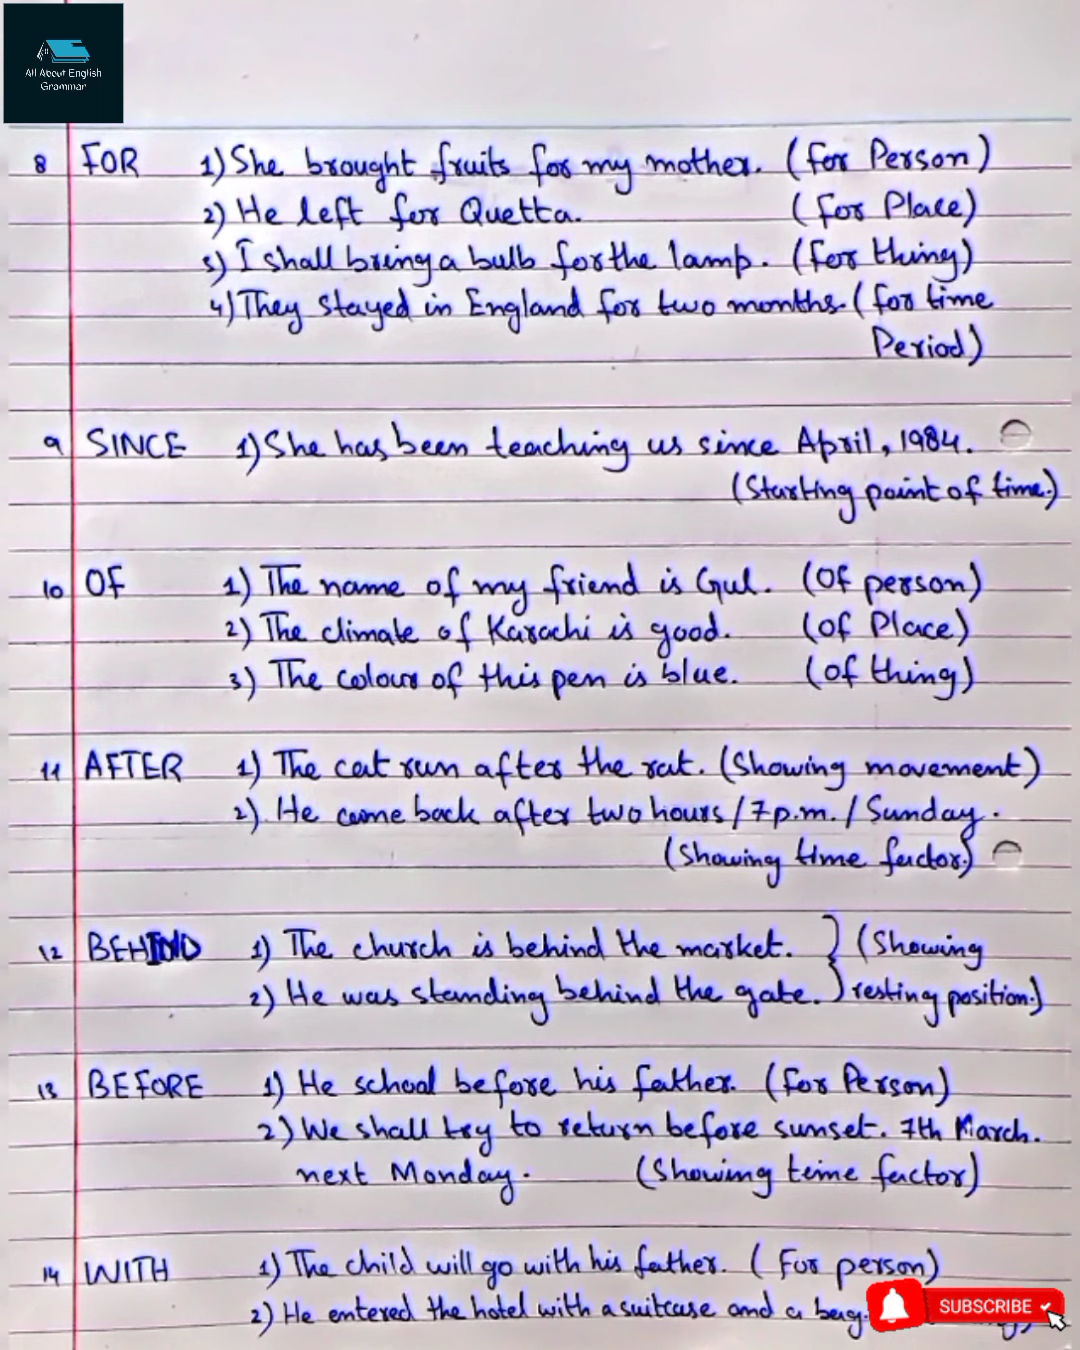 All About English
Grammar
8 FOR 1) She brought fruits for my mother. (For Person)
2) He left for Quetta. (For Place)
3) I shall bring a bulb for the lamp. (For thing)
4) They stayed in England for two months. (for time
Period)
9 SINCE 1) She has been teaching us since April, 1984.
(Starting point of time.)
10 OF 1) The name of my friend is Gul. (Of person)
2) The climate of Karachi is good. (of Place)
3) The colour of this pen is blue. (of thing)
11 AFTER 1) The cat run after the rat. (Showing movement)
2) He came back after two hours / 7 p.m. / Sunday.
(Showing time factor.)
12 BEHIND 1) The church is behind the market. } (Showing
2) He was standing behind the gate. ) resting position.)
13 BEFORE 1) He school before his father. (For Person)
2) We shall try to return before sunset. 7th March.
next Monday. (Showing time factor)
14 WITH 1) The child will go with his father. (For person)
2) He entered the hotel with a suitcase and a bag.
SUBSCRIBE